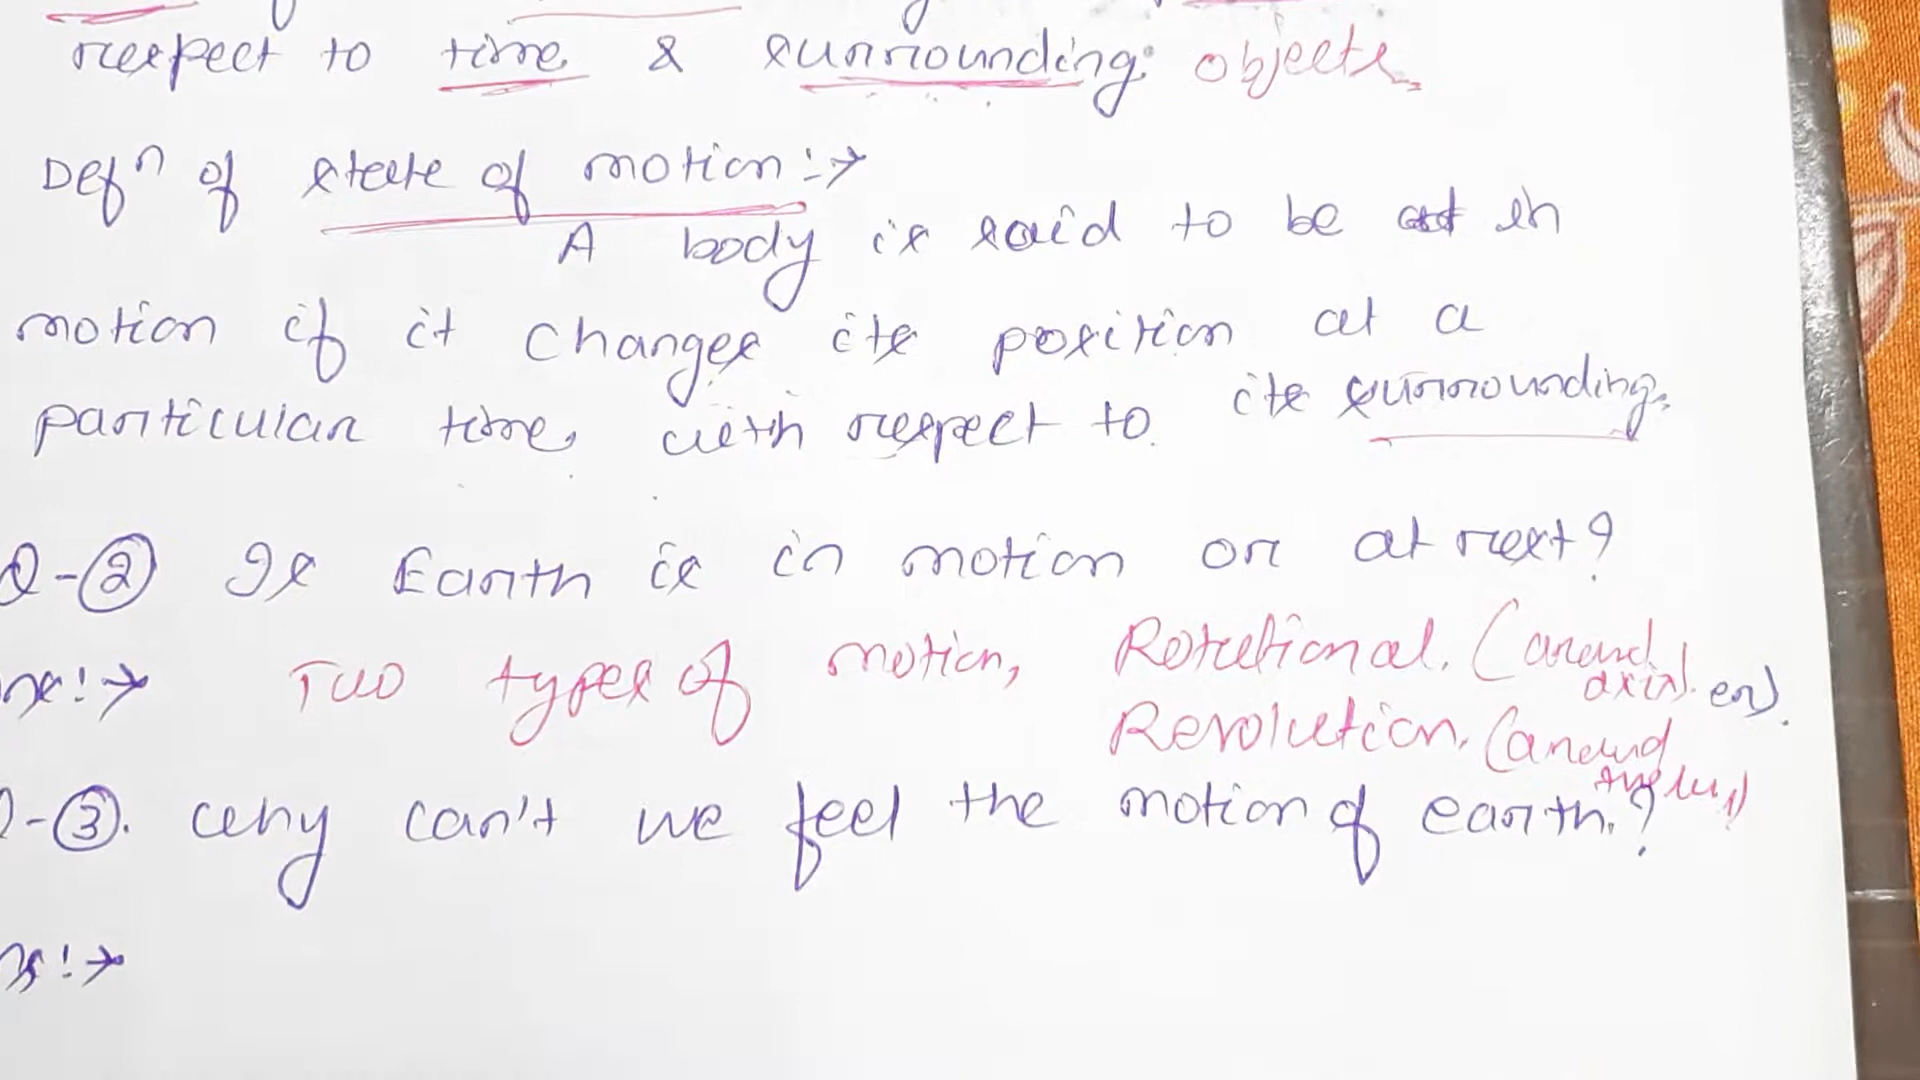 respect to time & surrounding objects.
Defn of state of motion :→
A body is said to be at in
motion if it changes its position at a
particular time, with respect to its surrounding.
Q-② Is Earth is in motion or at rest?
ns :→ Two types of motion, Rotational. (around axis).
Revolution. (around
Q-③. Why can't we feel the motion of earth.?
ns :→